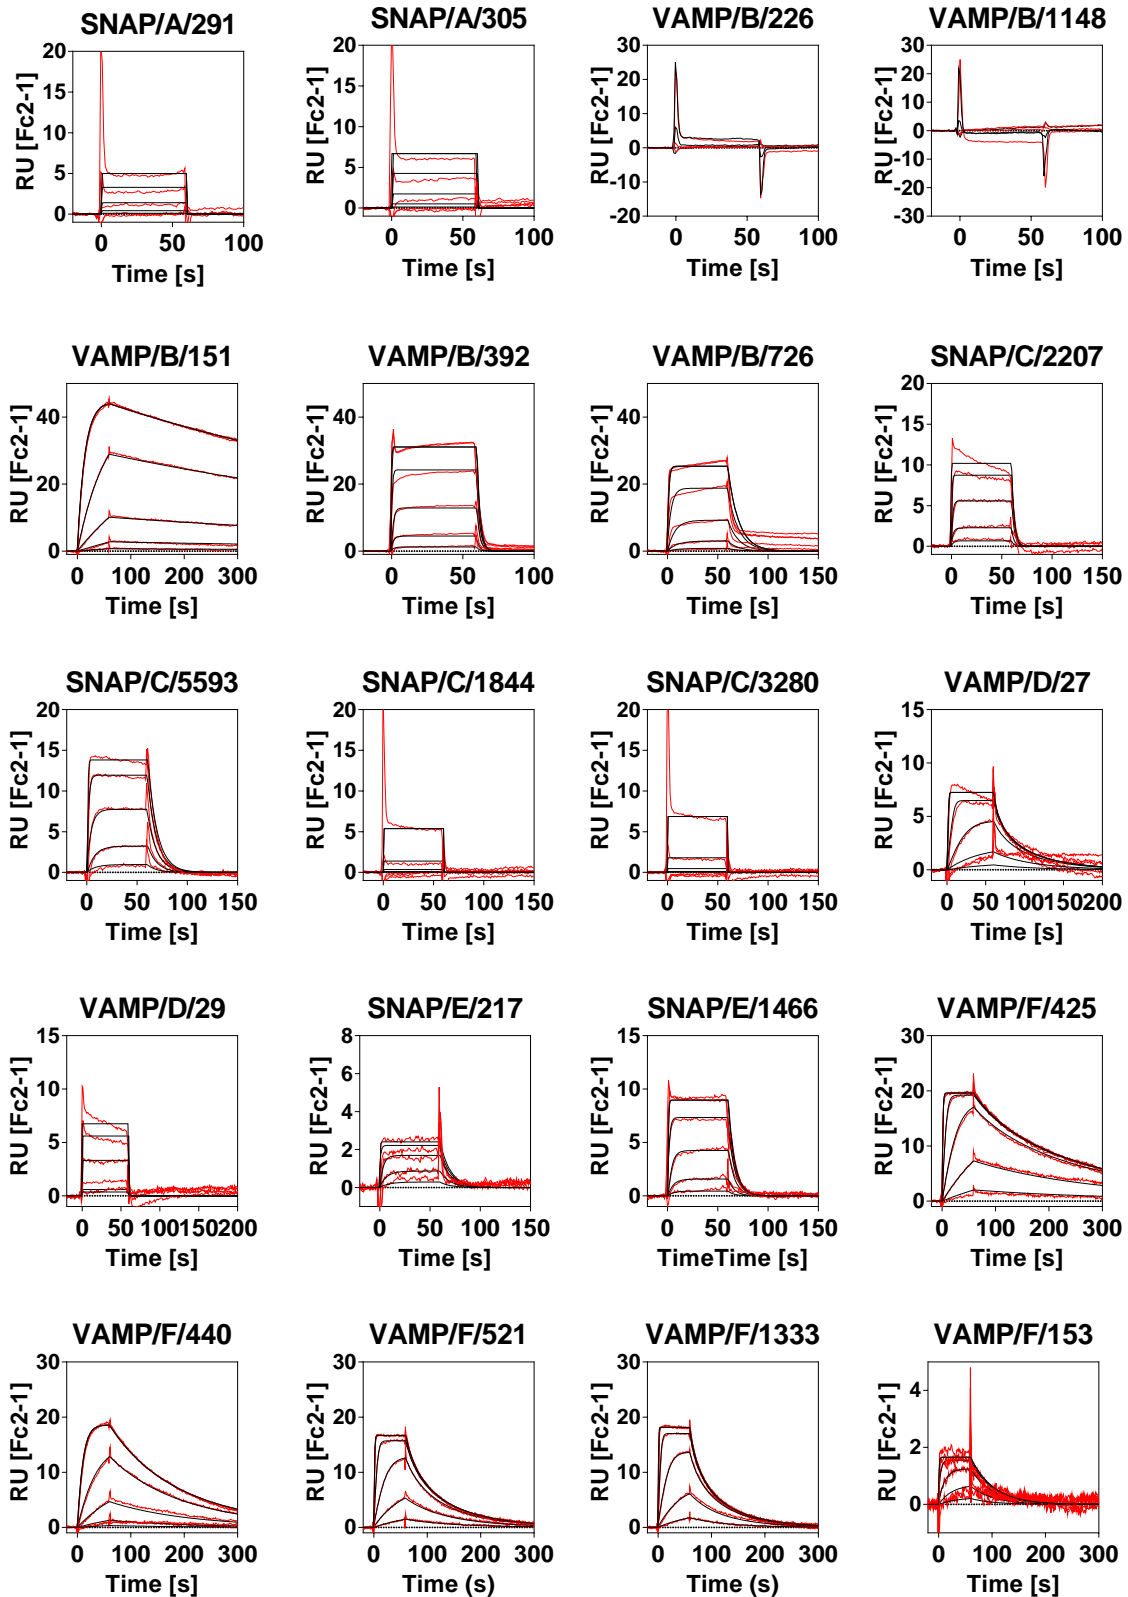 SNAP/A/291
SNAP/A/305
VAMP/B/226
VAMP/B/1148
RU [Fc2-1]
20
15
10
5
0
0 50 100
Time [s]
RU [Fc2-1]
20
15
10
5
0
0 50 100
Time [s]
RU [Fc2-1]
30
20
10
0
-10
-20
0 50 100
Time [s]
RU [Fc2-1]
30
20
10
0
-10
-20
-30
0 50 100
Time [s]
VAMP/B/151
VAMP/B/392
VAMP/B/726
SNAP/C/2207
RU [Fc2-1]
40
20
0
0 100 200 300
Time [s]
RU [Fc2-1]
40
20
0
0 50 100
Time [s]
RU [Fc2-1]
40
20
0
0 50 100 150
Time [s]
RU [Fc2-1]
20
15
10
5
0
0 50 100 150
Time [s]
SNAP/C/5593
SNAP/C/1844
SNAP/C/3280
VAMP/D/27
RU [Fc2-1]
20
15
10
5
0
0 50 100 150
Time [s]
RU [Fc2-1]
20
15
10
5
0
0 50 100 150
Time [s]
RU [Fc2-1]
20
15
10
5
0
0 50 100 150
Time [s]
RU [Fc2-1]
15
10
5
0
0 50 100150200
Time [s]
VAMP/D/29
SNAP/E/217
SNAP/E/1466
VAMP/F/425
RU [Fc2-1]
15
10
5
0
0 50 100150200
Time [s]
RU [Fc2-1]
8
6
4
2
0
0 50 100 150
Time [s]
RU [Fc2-1]
15
10
5
0
0 50 100 150
TimeTime [s]
RU [Fc2-1]
30
20
10
0
0 100 200 300
Time [s]
VAMP/F/440
VAMP/F/521
VAMP/F/1333
VAMP/F/153
RU [Fc2-1]
30
20
10
0
0 100 200 300
Time [s]
RU [Fc2-1]
30
20
10
0
0 100 200 300
Time (s)
RU [Fc2-1]
30
20
10
0
0 100 200 300
Time (s)
RU [Fc2-1]
4
2
0
0 100 200 300
Time [s]